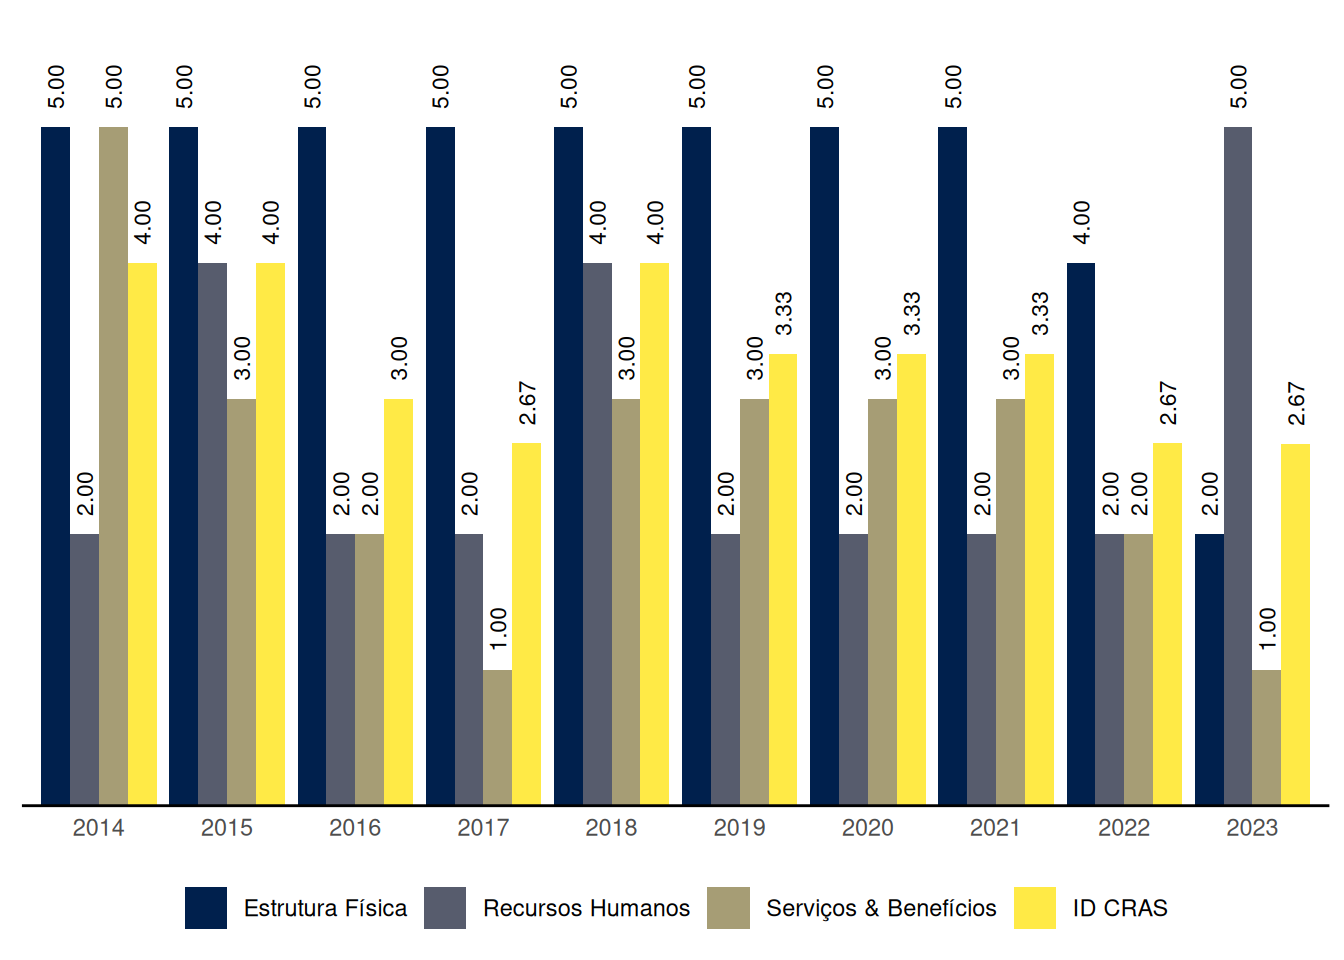 5.00 5.00 5.00 5.00 5.00 5.00 5.00 5.00 5.00 5.00
4.00 4.00 4.00 4.00 4.00 4.00
3.33 3.33 3.33
3.00 3.00 3.00 3.00 3.00 3.00
2.67 2.67 2.67
2.00 2.00 2.00 2.00 2.00 2.00 2.00 2.00 2.00 2.00
1.00 1.00
2014 2015 2016 2017 2018 2019 2020 2021 2022 2023
Estrutura Física Recursos Humanos Serviços & Benefícios ID CRAS